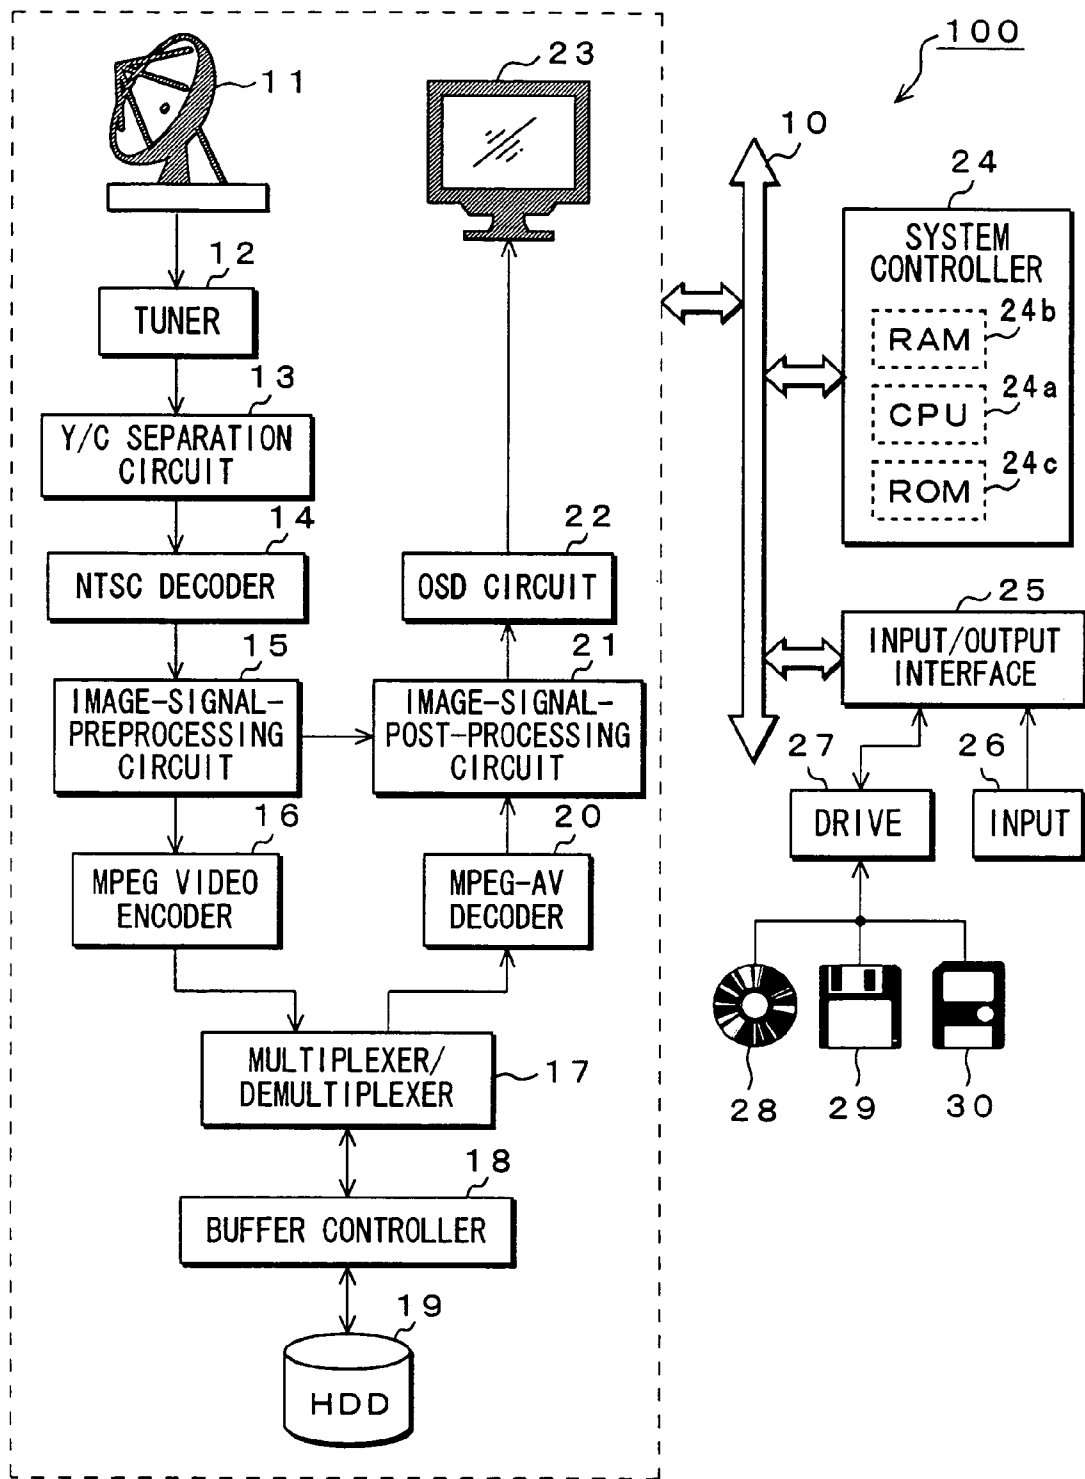 100
11
23
10
24
SYSTEM
CONTROLLER
24b
RAM
24a
CPU
24c
ROM
12
TUNER
13
Y/C SEPARATION
CIRCUIT
14
NTSC DECODER
22
OSD CIRCUIT
25
INPUT/OUTPUT
INTERFACE
15
IMAGE-SIGNAL-
PREPROCESSING
CIRCUIT
21
IMAGE-SIGNAL-
POST-PROCESSING
CIRCUIT
27
DRIVE
26
INPUT
16
MPEG VIDEO
ENCODER
20
MPEG-AV
DECODER
28
29
30
MULTIPLEXER/
DEMULTIPLEXER
17
18
BUFFER CONTROLLER
19
HDD